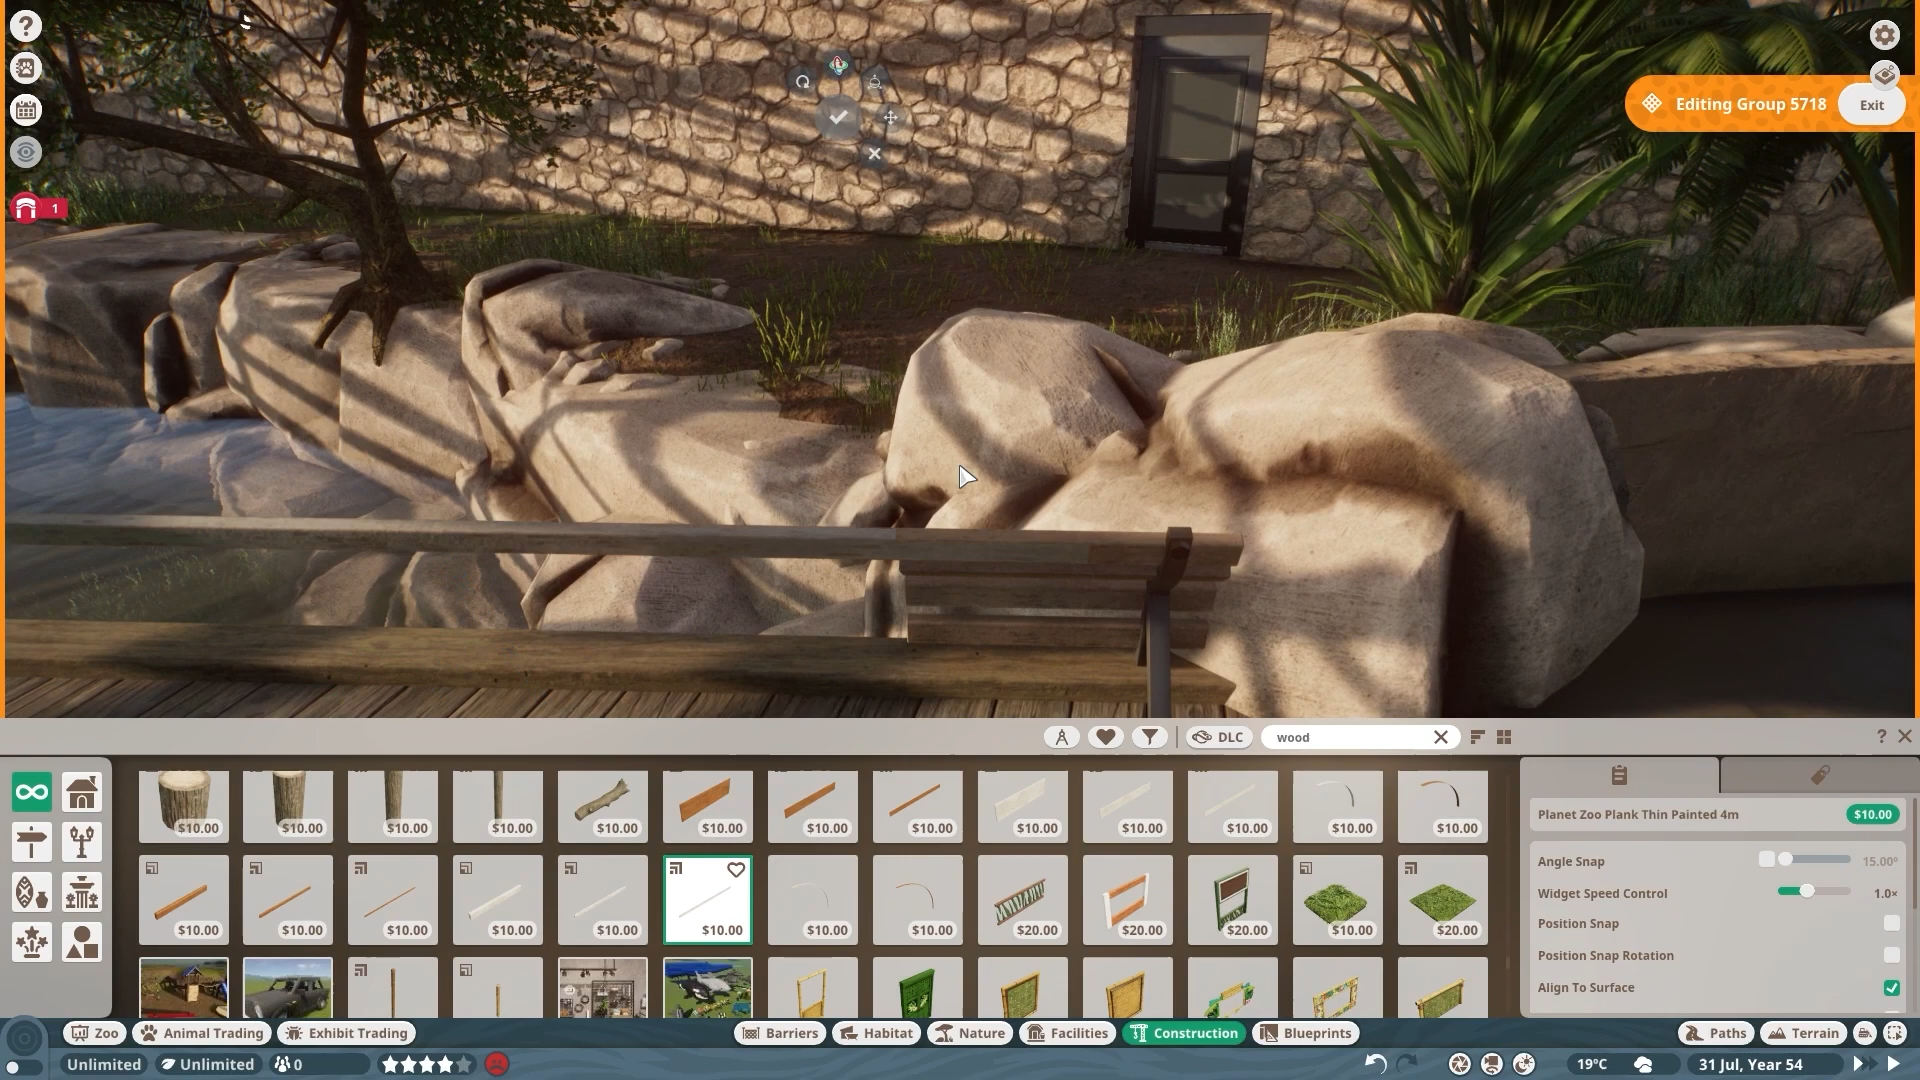 ?
Editing Group 5718
Exit
1
DLC
wood
?
$10.00 $10.00 $10.00 $10.00 $10.00 $10.00 $10.00 $10.00 $10.00 $10.00 $10.00 $10.00 $10.00
$10.00 $10.00 $10.00 $10.00 $10.00 $10.00 $10.00 $10.00 $20.00 $20.00 $20.00 $10.00 $20.00
Planet Zoo Plank Thin Painted 4m $10.00
Angle Snap 15.00°
Widget Speed Control 1.0×
Position Snap
Position Snap Rotation
Align To Surface
Zoo Animal Trading Exhibit Trading Barriers Habitat Nature Facilities Construction Blueprints Paths Terrain
Unlimited Unlimited 0 19°C 31 Jul, Year 54